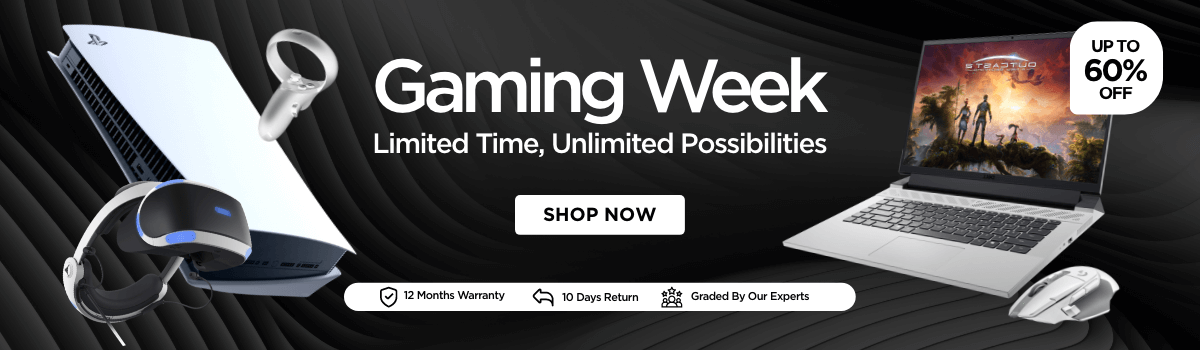 Gaming Week
Limited Time, Unlimited Possibilities
SHOP NOW
12 Months Warranty
10 Days Return
Graded By Our Experts
UP TO
60%
OFF